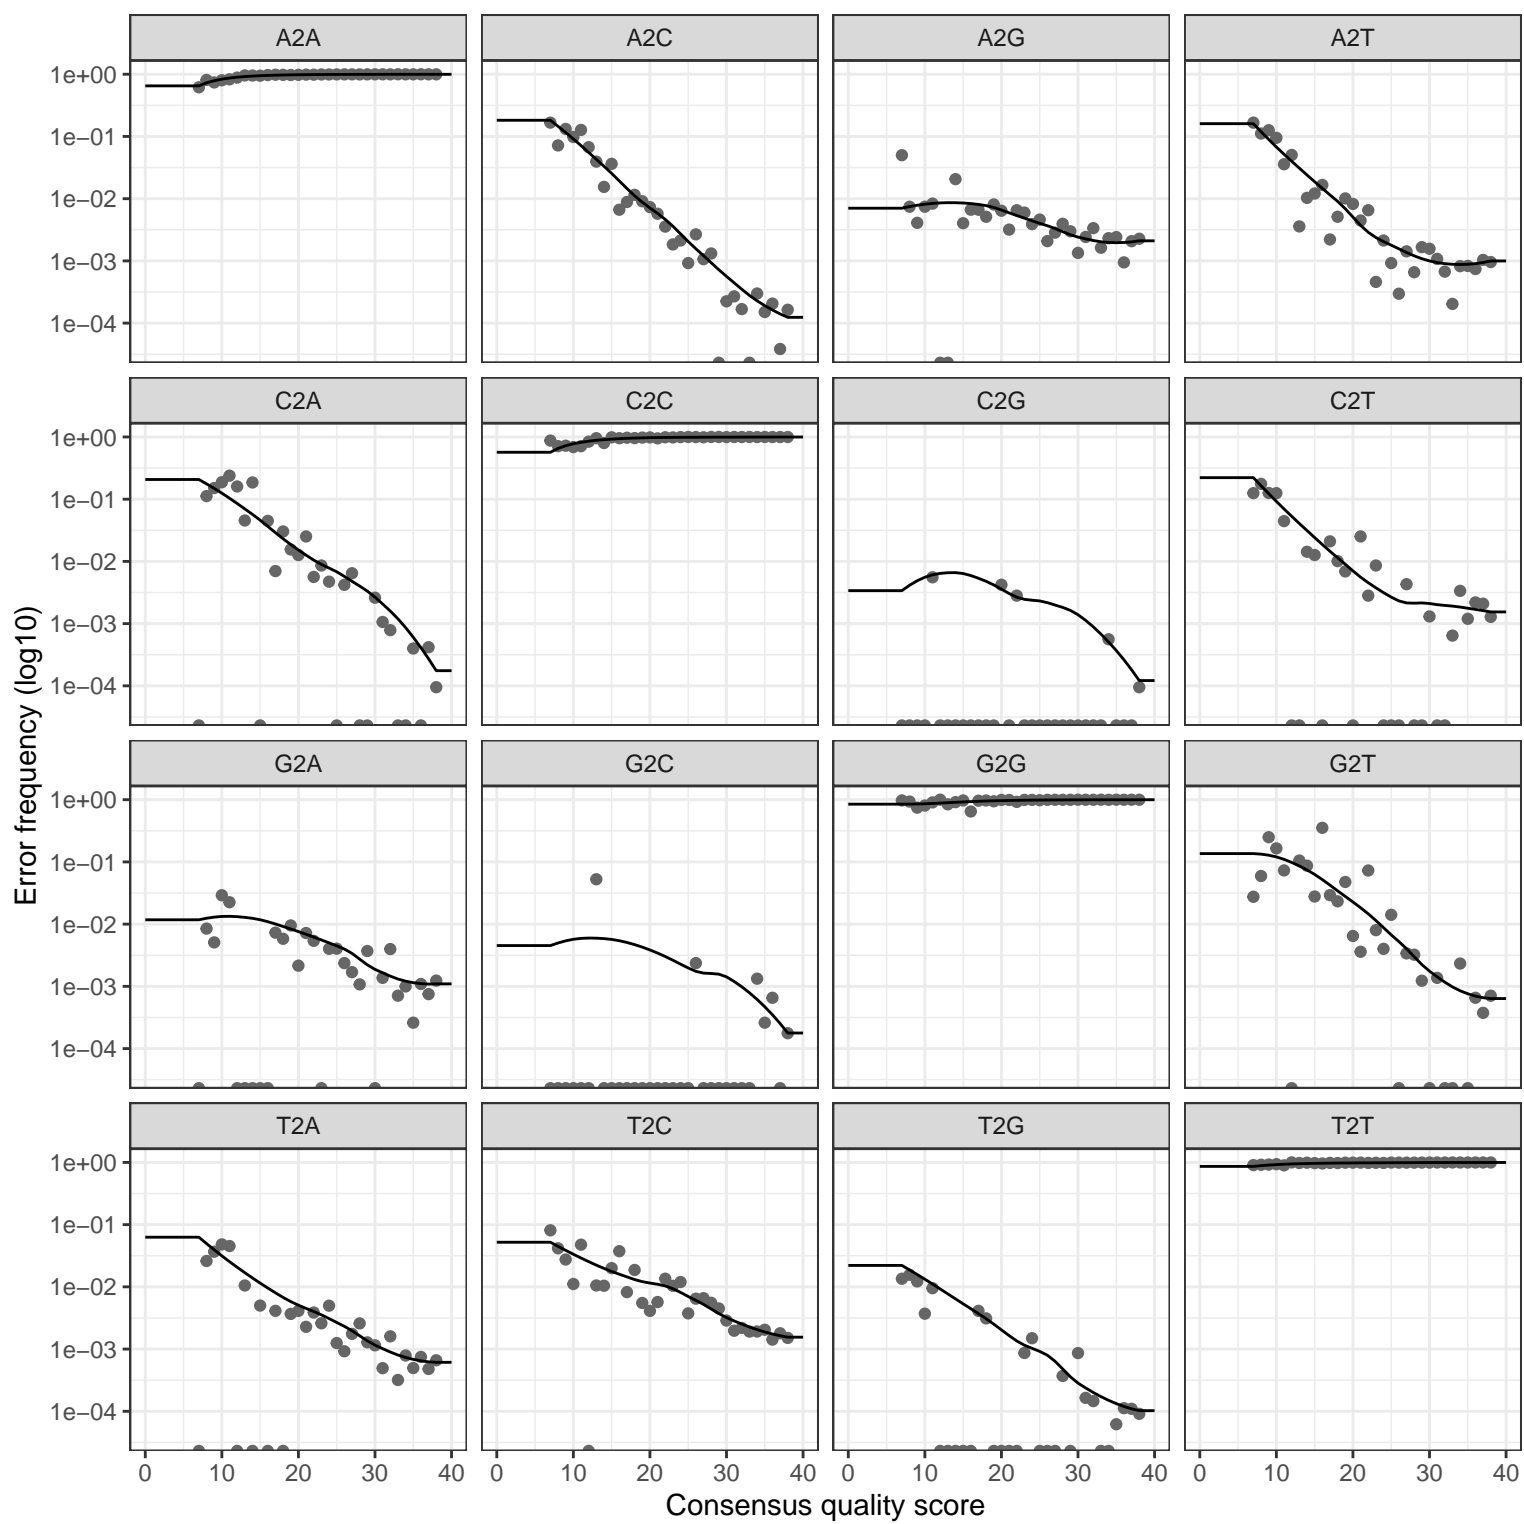 A2A A2C A2G A2T
1e+00
1e−01
1e−02
1e−03
1e−04
C2A C2C C2G C2T
1e+00
1e−01
1e−02
1e−03
1e−04
G2A G2C G2G G2T
1e+00
1e−01
1e−02
1e−03
1e−04
T2A T2C T2G T2T
1e+00
1e−01
1e−02
1e−03
1e−04
0 10 20 30 40 0 10 20 30 40 0 10 20 30 40 0 10 20 30 40
Consensus quality score
Error frequency (log10)